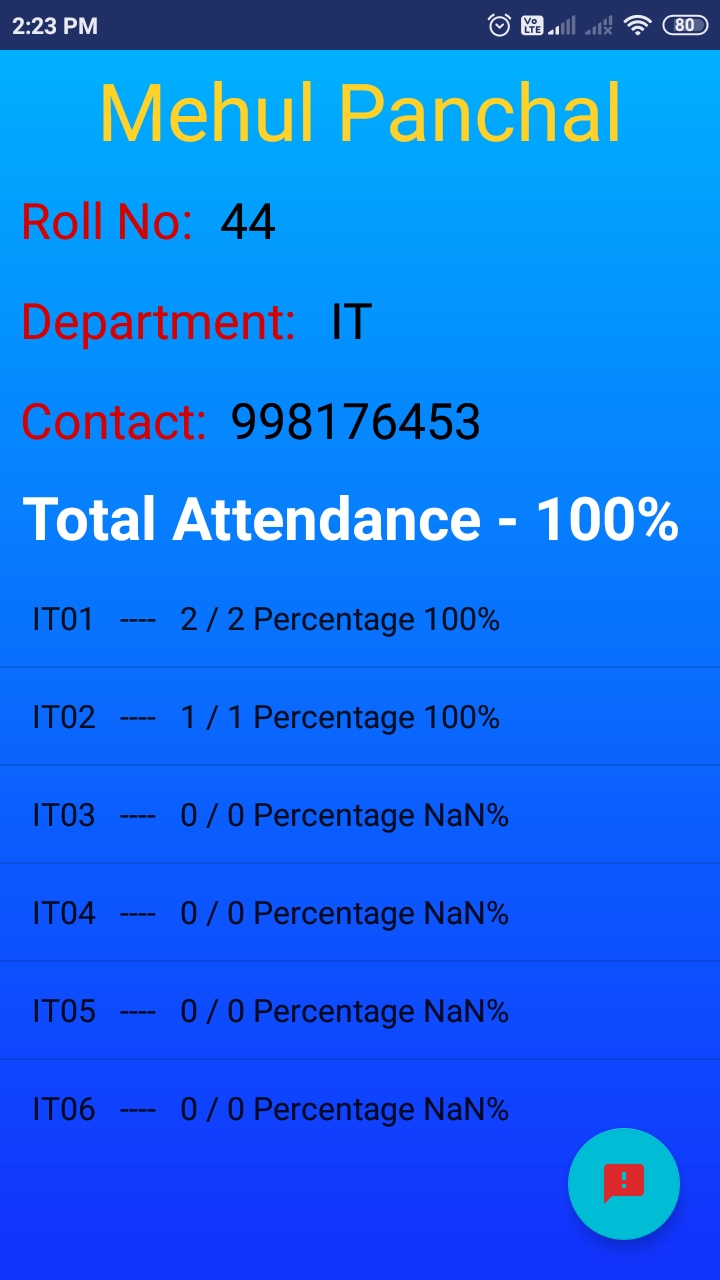 2:23 PM Vo LTE 80
Mehul Panchal
Roll No: 44
Department: IT
Contact: 998176453
Total Attendance - 100%
IT01 ---- 2 / 2 Percentage 100%
IT02 ---- 1 / 1 Percentage 100%
IT03 ---- 0 / 0 Percentage NaN%
IT04 ---- 0 / 0 Percentage NaN%
IT05 ---- 0 / 0 Percentage NaN%
IT06 ---- 0 / 0 Percentage NaN%